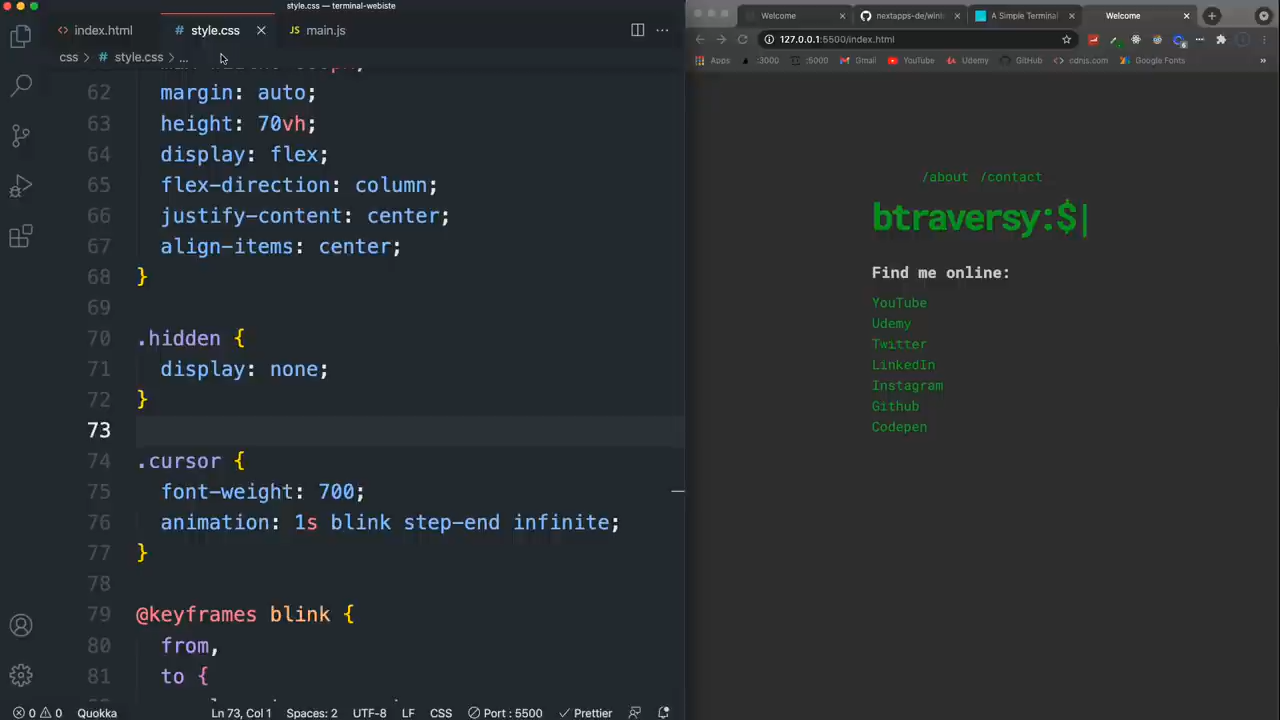 style.css — terminal-webiste
index.html
style.css
main.js
css
style.css
...
62
margin: auto;
63
height: 70vh;
64
display: flex;
65
flex-direction: column;
66
justify-content: center;
67
align-items: center;
68
}
69
70
.hidden {
71
display: none;
72
}
73
74
.cursor {
75
font-weight: 700;
76
animation: 1s blink step-end infinite;
77
}
78
79
@keyframes blink {
80
from,
81
to {
0
0
Quokka
Ln 73, Col 1
Spaces: 2
UTF-8
LF
CSS
Port : 5500
Prettier
Welcome
nextapps-de/win
A Simple Terminal
Welcome
127.0.0.1:5500/index.html
Apps
:3000
:5000
Gmail
YouTube
Udemy
GitHub
cdnjs.com
Google Fonts
»
/about /contact
btraversy:$|
Find me online:
YouTube
Udemy
Twitter
LinkedIn
Instagram
Github
Codepen